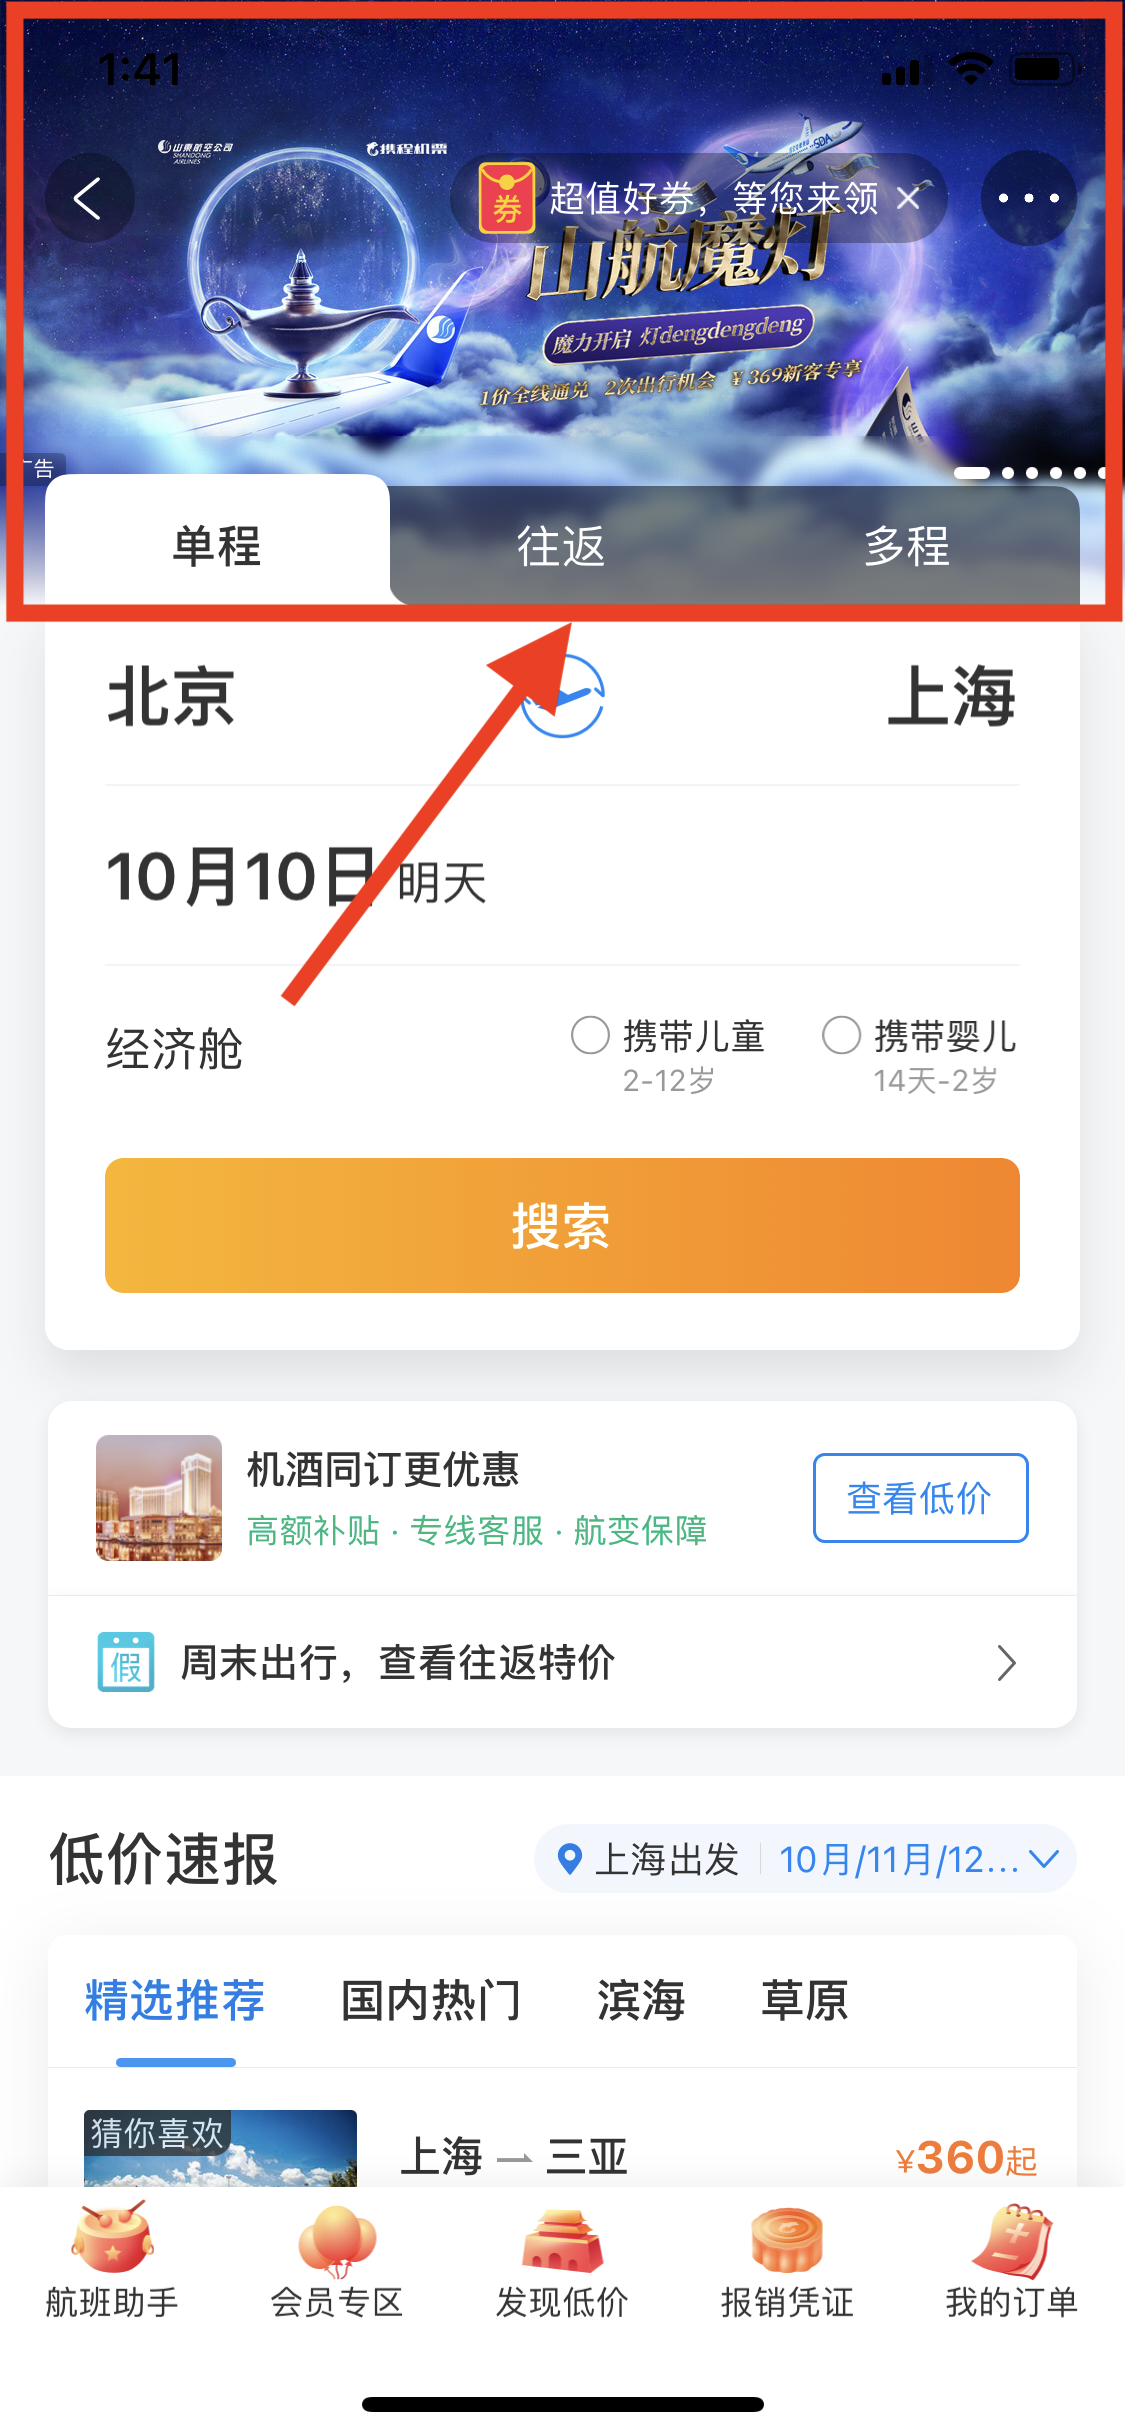 1:41
山東航空公司
SHANDONG
AIRLINES
携程机票
SDA
券 超值好券，等您来领
山航魔灯
魔力开启 灯dengdengdeng
1价全线通兑 2次出行机会 ¥369新客专享
广告
单程 往返 多程
北京 上海
10月10日 明天
经济舱 携带儿童 携带婴儿
2-12岁 14天-2岁
搜索
机酒同订更优惠
高额补贴 · 专线客服 · 航变保障
查看低价
假 周末出行，查看往返特价
低价速报 上海出发 10月/11月/12...
精选推荐 国内热门 滨海 草原
猜你喜欢
上海 三亚 ¥360起
航班助手 会员专区 发现低价 报销凭证 我的订单